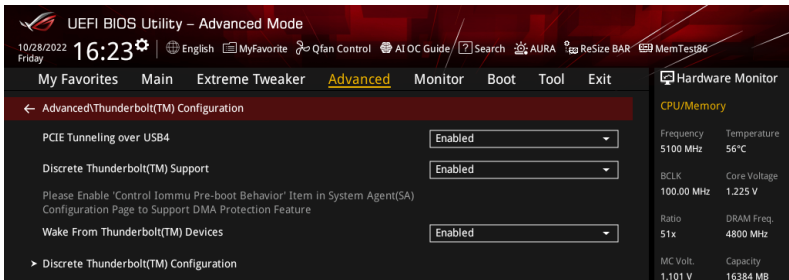 UEFI BIOS Utility – Advanced Mode
10/28/2022 Friday 16:23 English MyFavorite Qfan Control AI OC Guide Search AURA ReSize BAR MemTest86
My Favorites Main Extreme Tweaker Advanced Monitor Boot Tool Exit Hardware Monitor
← Advanced\Thunderbolt(TM) Configuration
CPU/Memory
PCIE Tunneling over USB4 Enabled
Frequency Temperature
5100 MHz 56°C
Discrete Thunderbolt(TM) Support Enabled
BCLK Core Voltage
100.00 MHz 1.225 V
Please Enable 'Control Iommu Pre-boot Behavior' Item in System Agent(SA)
Configuration Page to Support DMA Protection Feature
Ratio DRAM Freq.
51x 4800 MHz
Wake From Thunderbolt(TM) Devices Enabled
MC Volt. Capacity
1.101 V 16384 MB
> Discrete Thunderbolt(TM) Configuration